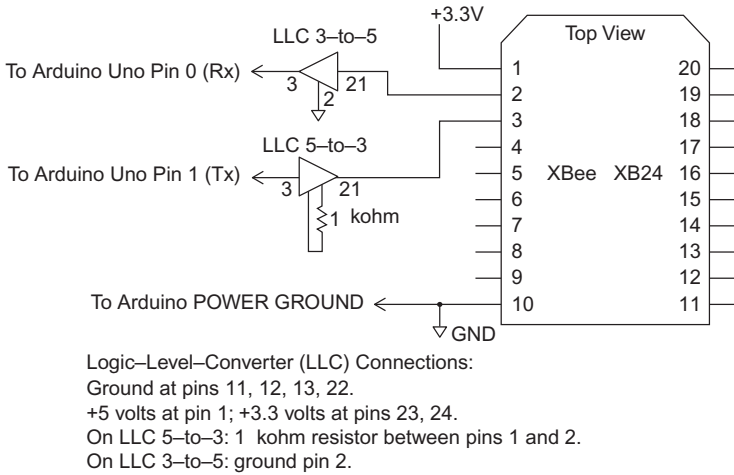 +3.3V
LLC 3–to–5
Top View
To Arduino Uno Pin 0 (Rx)
3
2
21
LLC 5–to–3
To Arduino Uno Pin 1 (Tx)
3
21
1 kohm
1
2
3
4
5
6
7
8
9
10
XBee XB24
20
19
18
17
16
15
14
13
12
11
To Arduino POWER GROUND
GND
Logic–Level–Converter (LLC) Connections:
Ground at pins 11, 12, 13, 22.
+5 volts at pin 1; +3.3 volts at pins 23, 24.
On LLC 5–to–3: 1 kohm resistor between pins 1 and 2.
On LLC 3–to–5: ground pin 2.